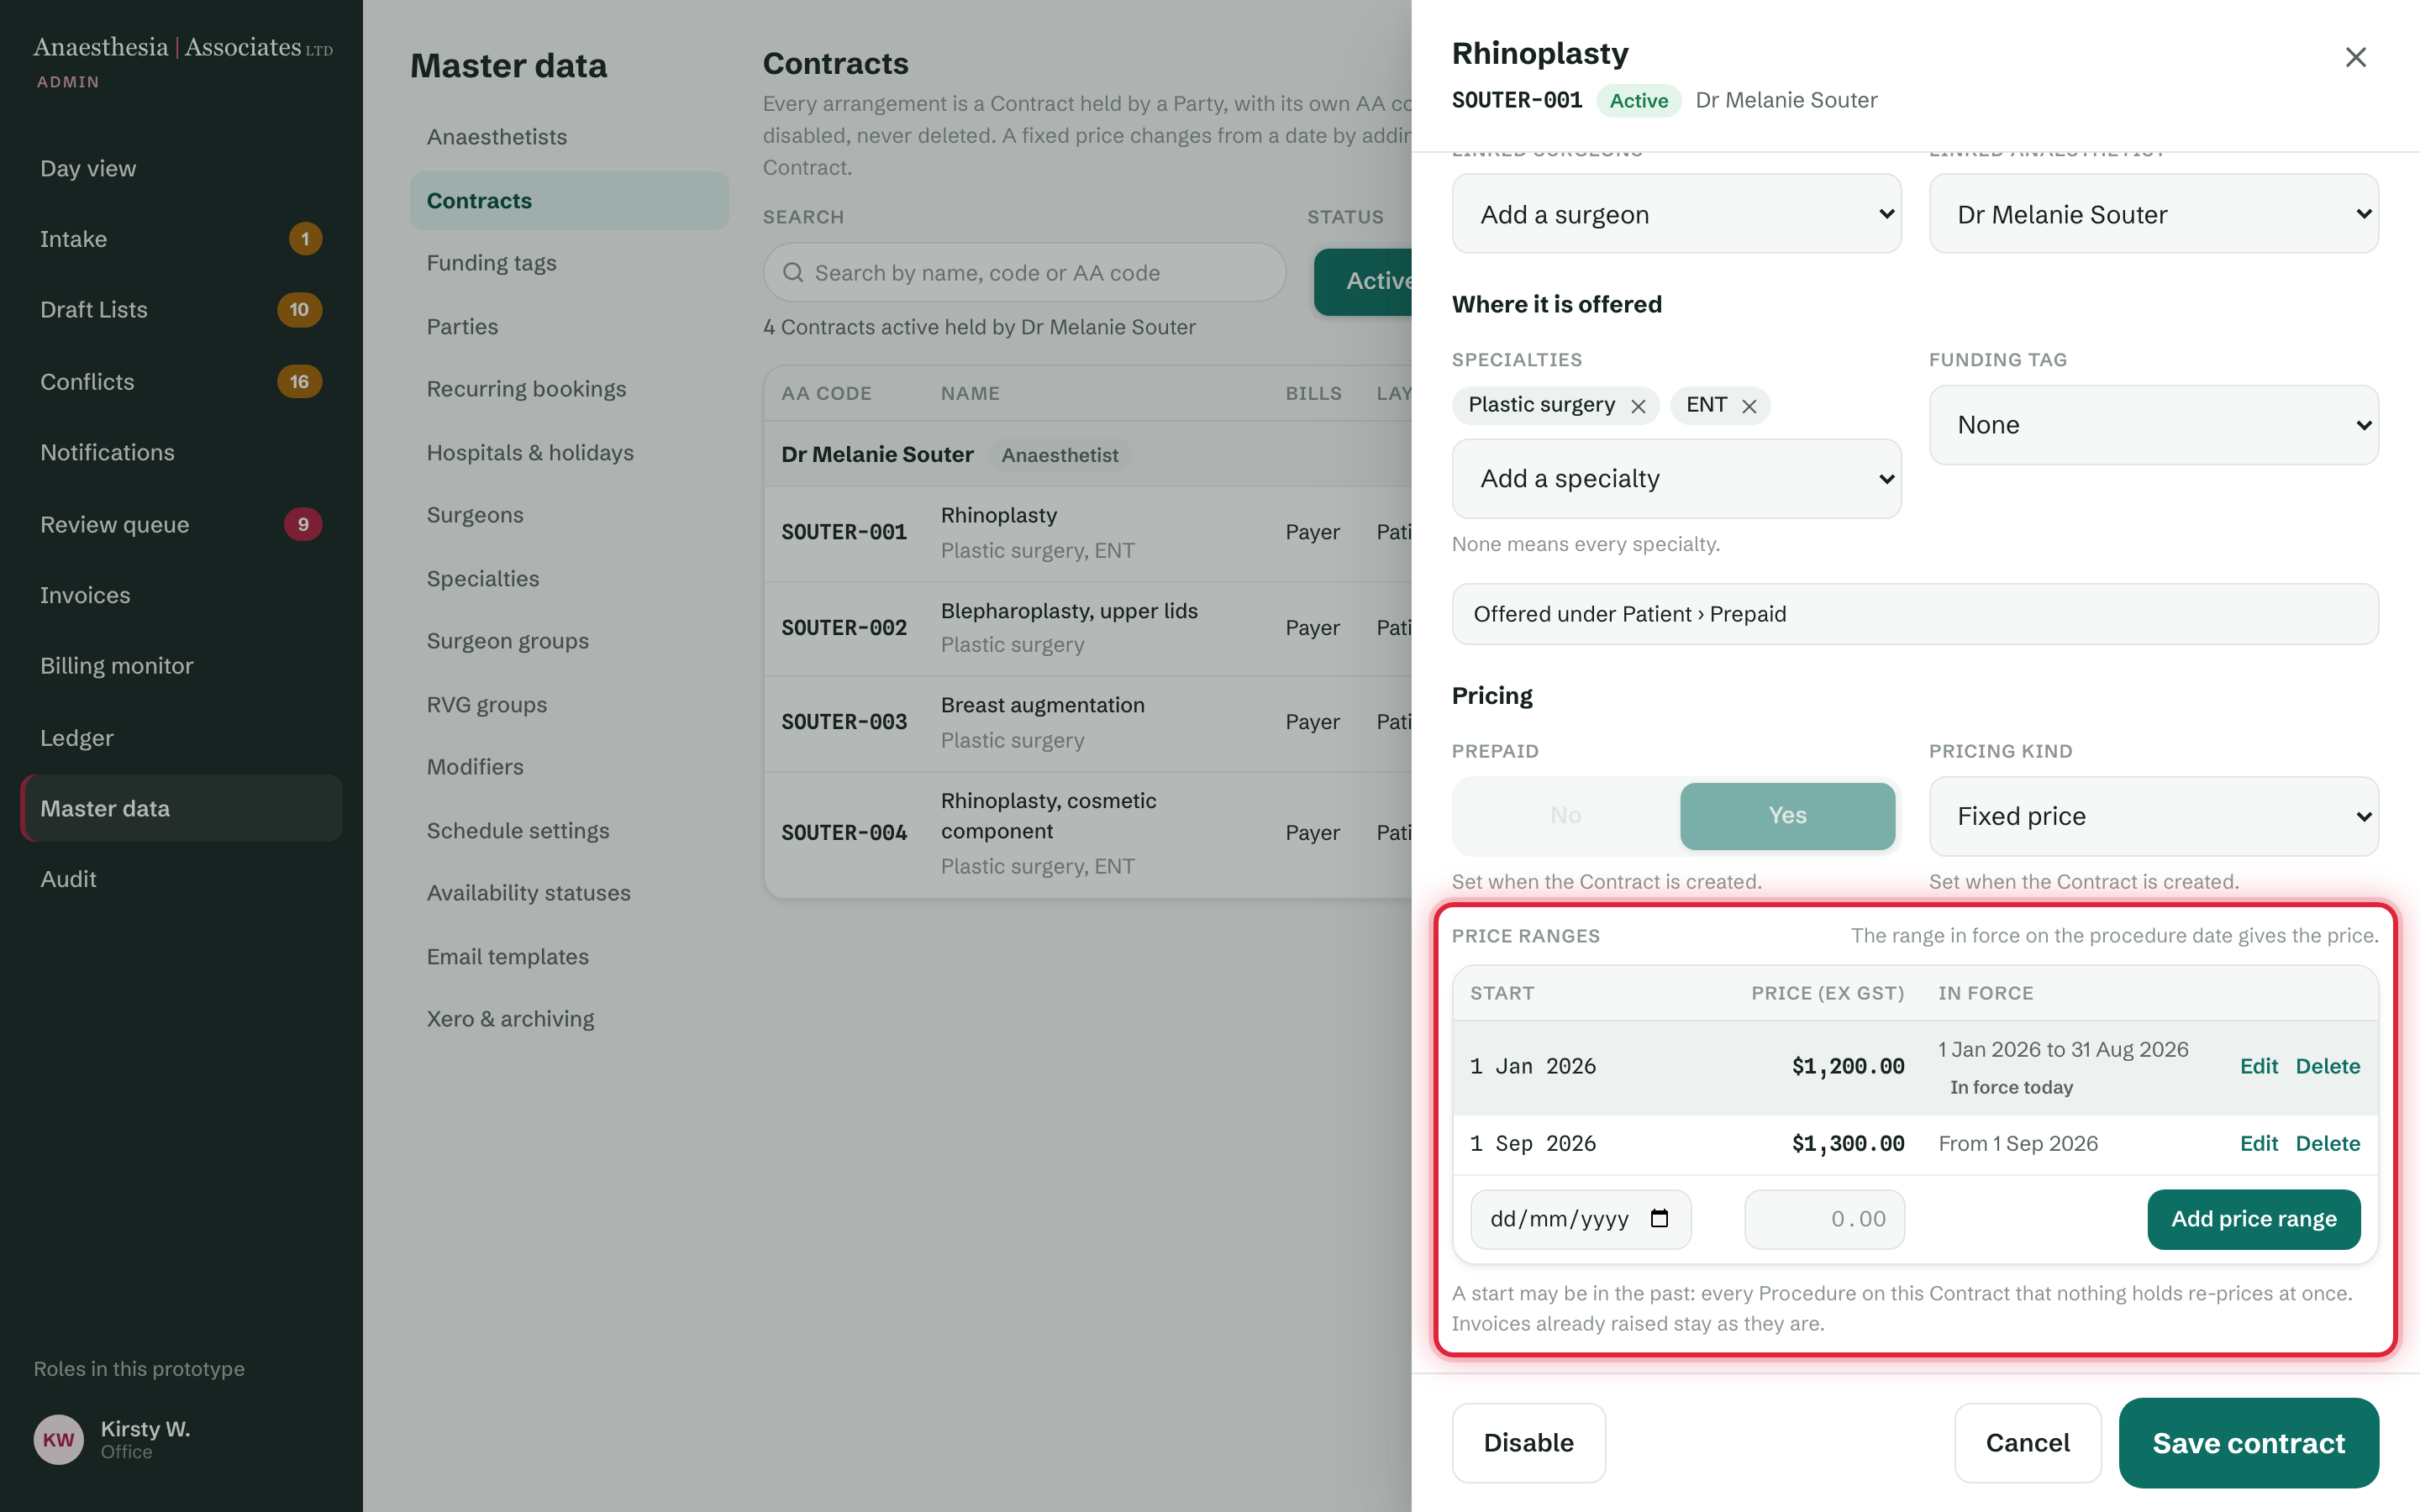 Anaesthesia | Associates LTD
ADMIN
Day view
Intake 1
Draft Lists 10
Conflicts 16
Notifications
Review queue 9
Invoices
Billing monitor
Ledger
Master data
Audit
Roles in this prototype
KW
Kirsty W.
Office
Master data
Anaesthetists
Contracts
Funding tags
Parties
Recurring bookings
Hospitals & holidays
Surgeons
Specialties
Surgeon groups
RVG groups
Modifiers
Schedule settings
Availability statuses
Email templates
Xero & archiving
Contracts
Every arrangement is a Contract held by a Party, with its own AA co
disabled, never deleted. A fixed price changes from a date by addin
Contract.
SEARCH
STATUS
Search by name, code or AA code
Active
4 Contracts active held by Dr Melanie Souter
AA CODE NAME BILLS LAY
Dr Melanie Souter Anaesthetist
SOUTER-001 Rhinoplasty Payer Pati
Plastic surgery, ENT
SOUTER-002 Blepharoplasty, upper lids Payer Pati
Plastic surgery
SOUTER-003 Breast augmentation Payer Pati
Plastic surgery
SOUTER-004 Rhinoplasty, cosmetic Payer Pati
component
Plastic surgery, ENT
Rhinoplasty
SOUTER-001 Active Dr Melanie Souter
LINKED SURGEONS LINKED ANAESTHETIST
Add a surgeon Dr Melanie Souter
Where it is offered
SPECIALTIES FUNDING TAG
Plastic surgery ENT
None
Add a specialty
None means every specialty.
Offered under Patient › Prepaid
Pricing
PREPAID PRICING KIND
No Yes Fixed price
Set when the Contract is created. Set when the Contract is created.
PRICE RANGES The range in force on the procedure date gives the price.
START PRICE (EX GST) IN FORCE
1 Jan 2026 $1,200.00 1 Jan 2026 to 31 Aug 2026 Edit Delete
In force today
1 Sep 2026 $1,300.00 From 1 Sep 2026 Edit Delete
dd/mm/yyyy 0.00 Add price range
A start may be in the past: every Procedure on this Contract that nothing holds re-prices at once.
Invoices already raised stay as they are.
Disable Cancel Save contract